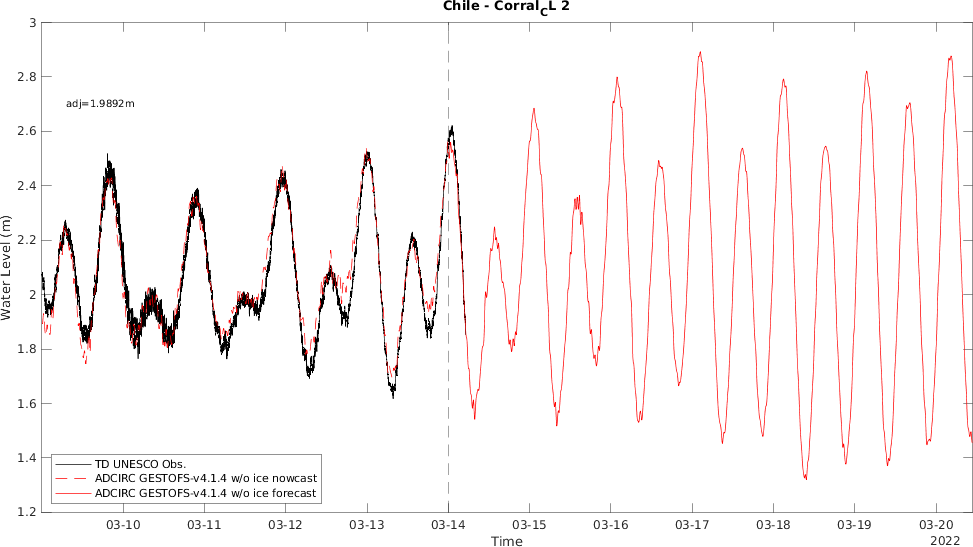 Chile - Corral_CL 2
3
2.8
2.6
2.4
2.2
2
1.8
1.6
1.4
1.2
Water Level (m)
adj=1.9892m
TD UNESCO Obs.
ADCIRC GESTOFS-v4.1.4 w/o ice nowcast
ADCIRC GESTOFS-v4.1.4 w/o ice forecast
03-10 03-11 03-12 03-13 03-14 03-15 03-16 03-17 03-18 03-19 03-20
Time
2022